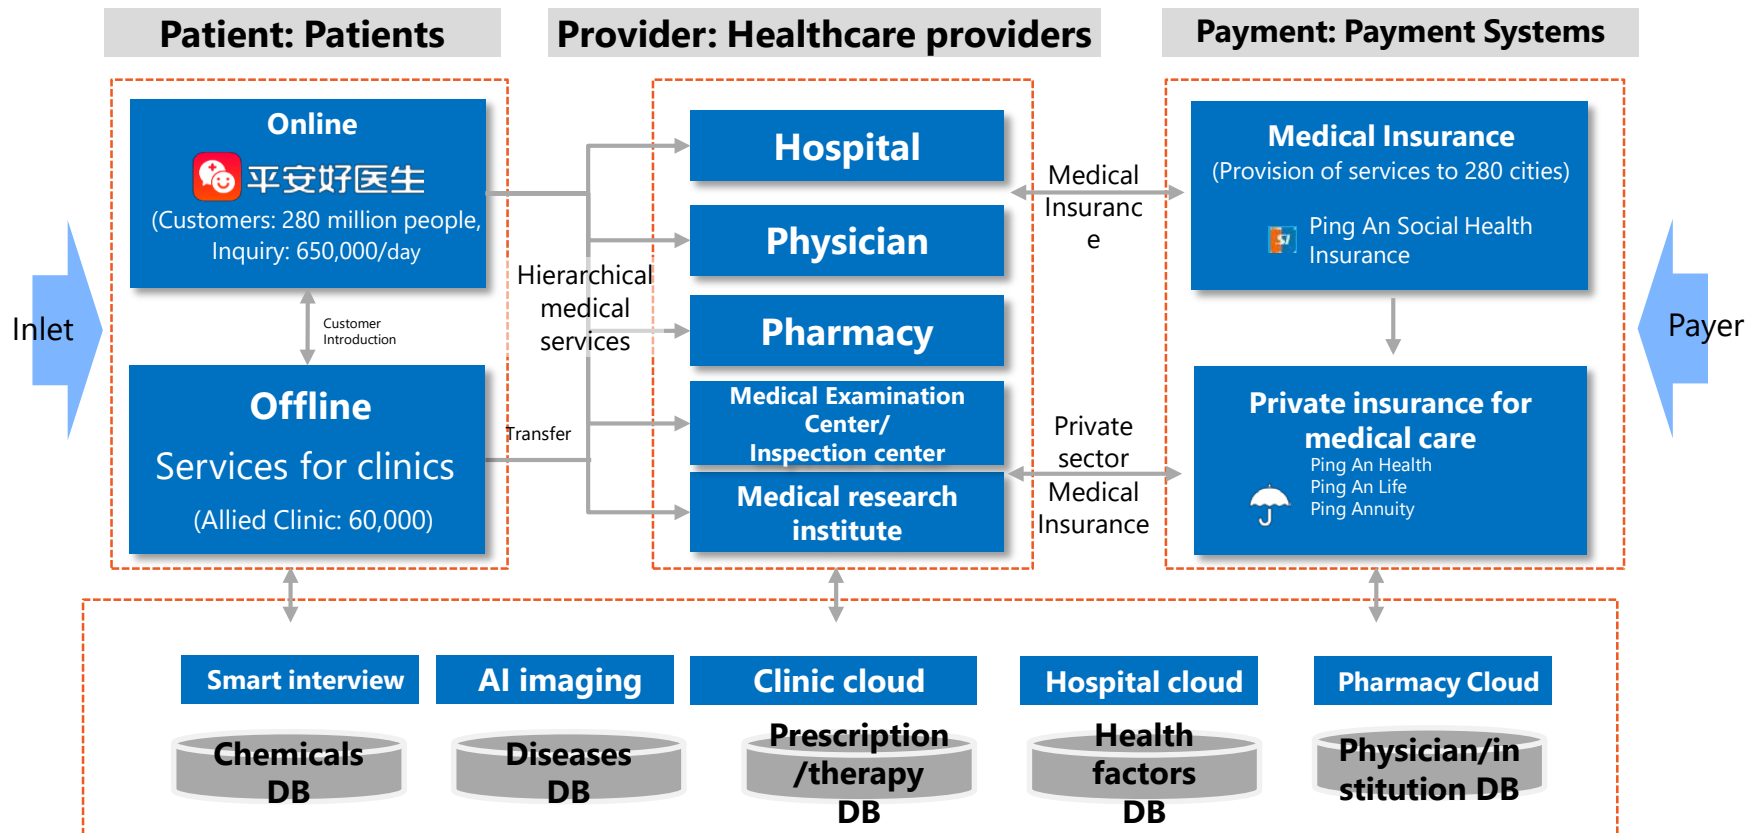 Patient: Patients
Provider: Healthcare providers
Payment: Payment Systems
Inlet
Online
平安好医生
(Customers: 280 million people,
Inquiry: 650,000/day
Customer
Introduction
Offline
Services for clinics
(Allied Clinic: 60,000)
Hierarchical
medical
services
Transfer
Hospital
Physician
Pharmacy
Medical Examination
Center/
Inspection center
Medical research
institute
Medical
Insuranc
e
Private
sector
Medical
Insurance
Medical Insurance
(Provision of services to 280 cities)
SI
Ping An Social Health
Insurance
Private insurance for
medical care
Ping An Health
Ping An Life
Ping Annuity
Payer
Smart interview
AI imaging
Clinic cloud
Hospital cloud
Pharmacy Cloud
Chemicals
DB
Diseases
DB
Prescription
/therapy
DB
Health
factors
DB
Physician/in
stitution DB